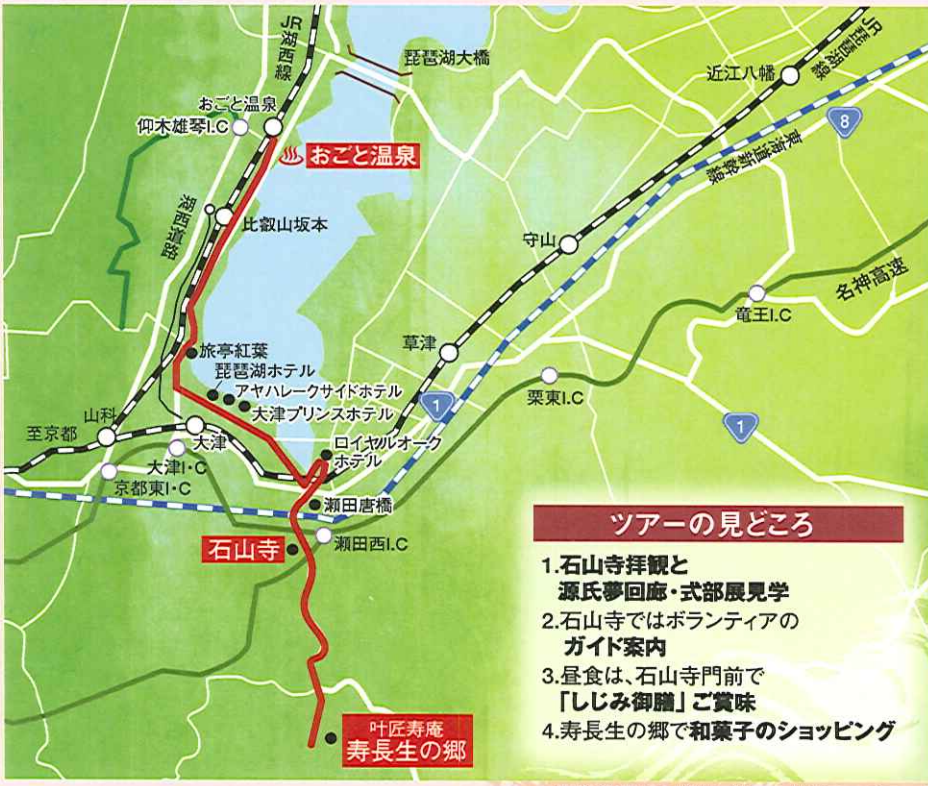 JR湖西線
琵琶湖大橋
JR琵琶湖線
近江八幡
おごと温泉
仰木雄琴I.C
おごと温泉
8
東海道新幹線
湖西道路
比叡山坂本
守山
名神高速
竜王I.C
草津
旅亭紅葉
琵琶湖ホテル
アヤハレークサイドホテル
大津プリンスホテル
栗東I.C
1
1
山科
至京都
大津
ロイヤルオーク
ホテル
大津I・C
京都東I・C
瀬田唐橋
石山寺
瀬田西I.C
叶匠寿庵
寿長生の郷
ツアーの見どころ
1.石山寺拝観と
源氏夢回廊・式部展見学
2.石山寺ではボランティアの
ガイド案内
3.昼食は、石山寺門前で
「しじみ御膳」ご賞味
4.寿長生の郷で和菓子のショッピング